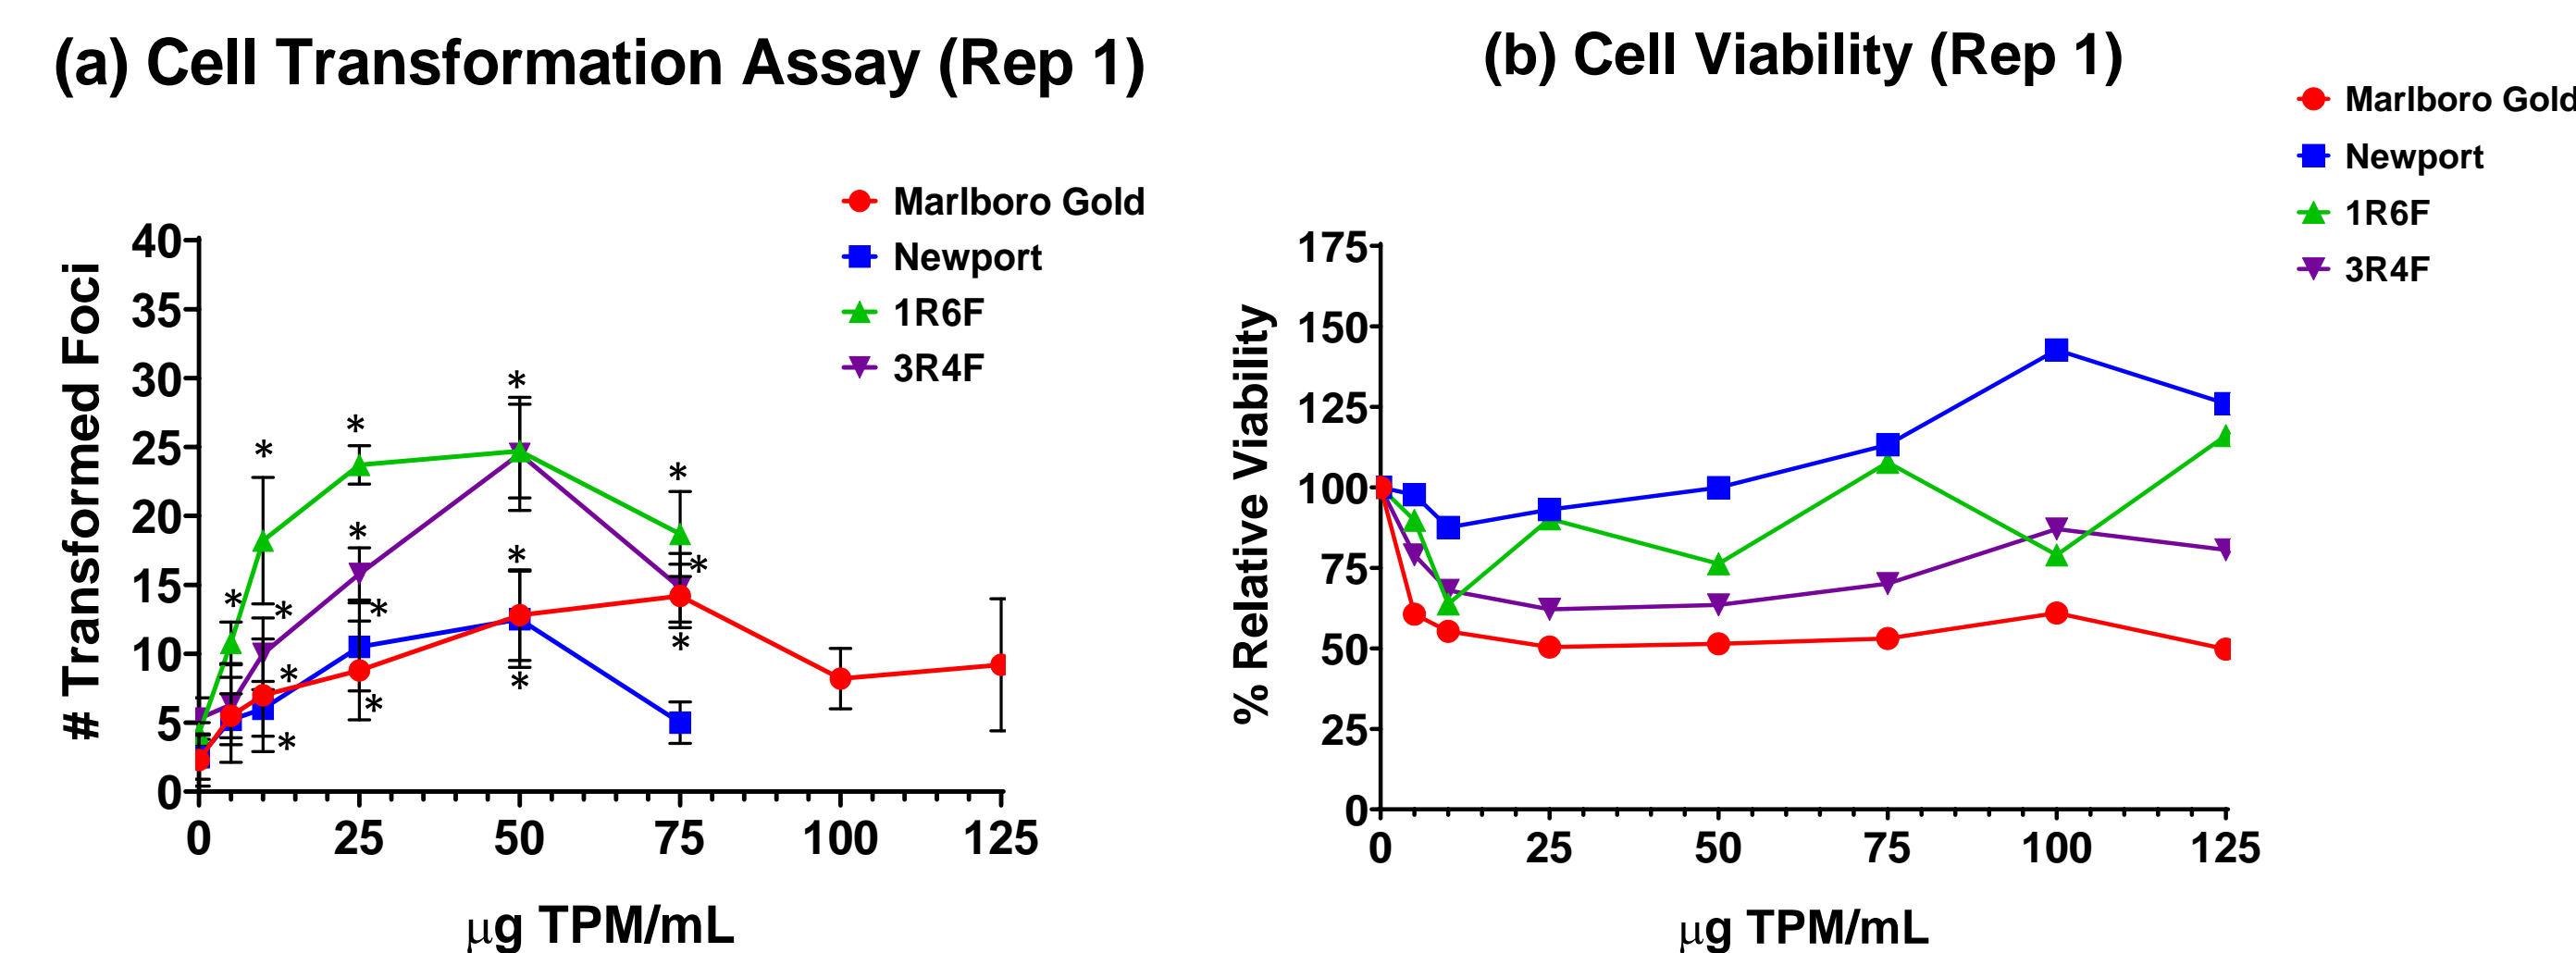 (a) Cell Transformation Assay (Rep 1)
Marlboro Gold
Newport
1R6F
3R4F
# Transformed Foci
40
35
30
25
20
15
10
5
0
0 25 50 75 100 125
* * * * * * * * * * * * * * *
µg TPM/mL
(b) Cell Viability (Rep 1)
Marlboro Gold
Newport
1R6F
3R4F
% Relative Viability
175
150
125
100
75
50
25
0
0 25 50 75 100 125
µg TPM/mL